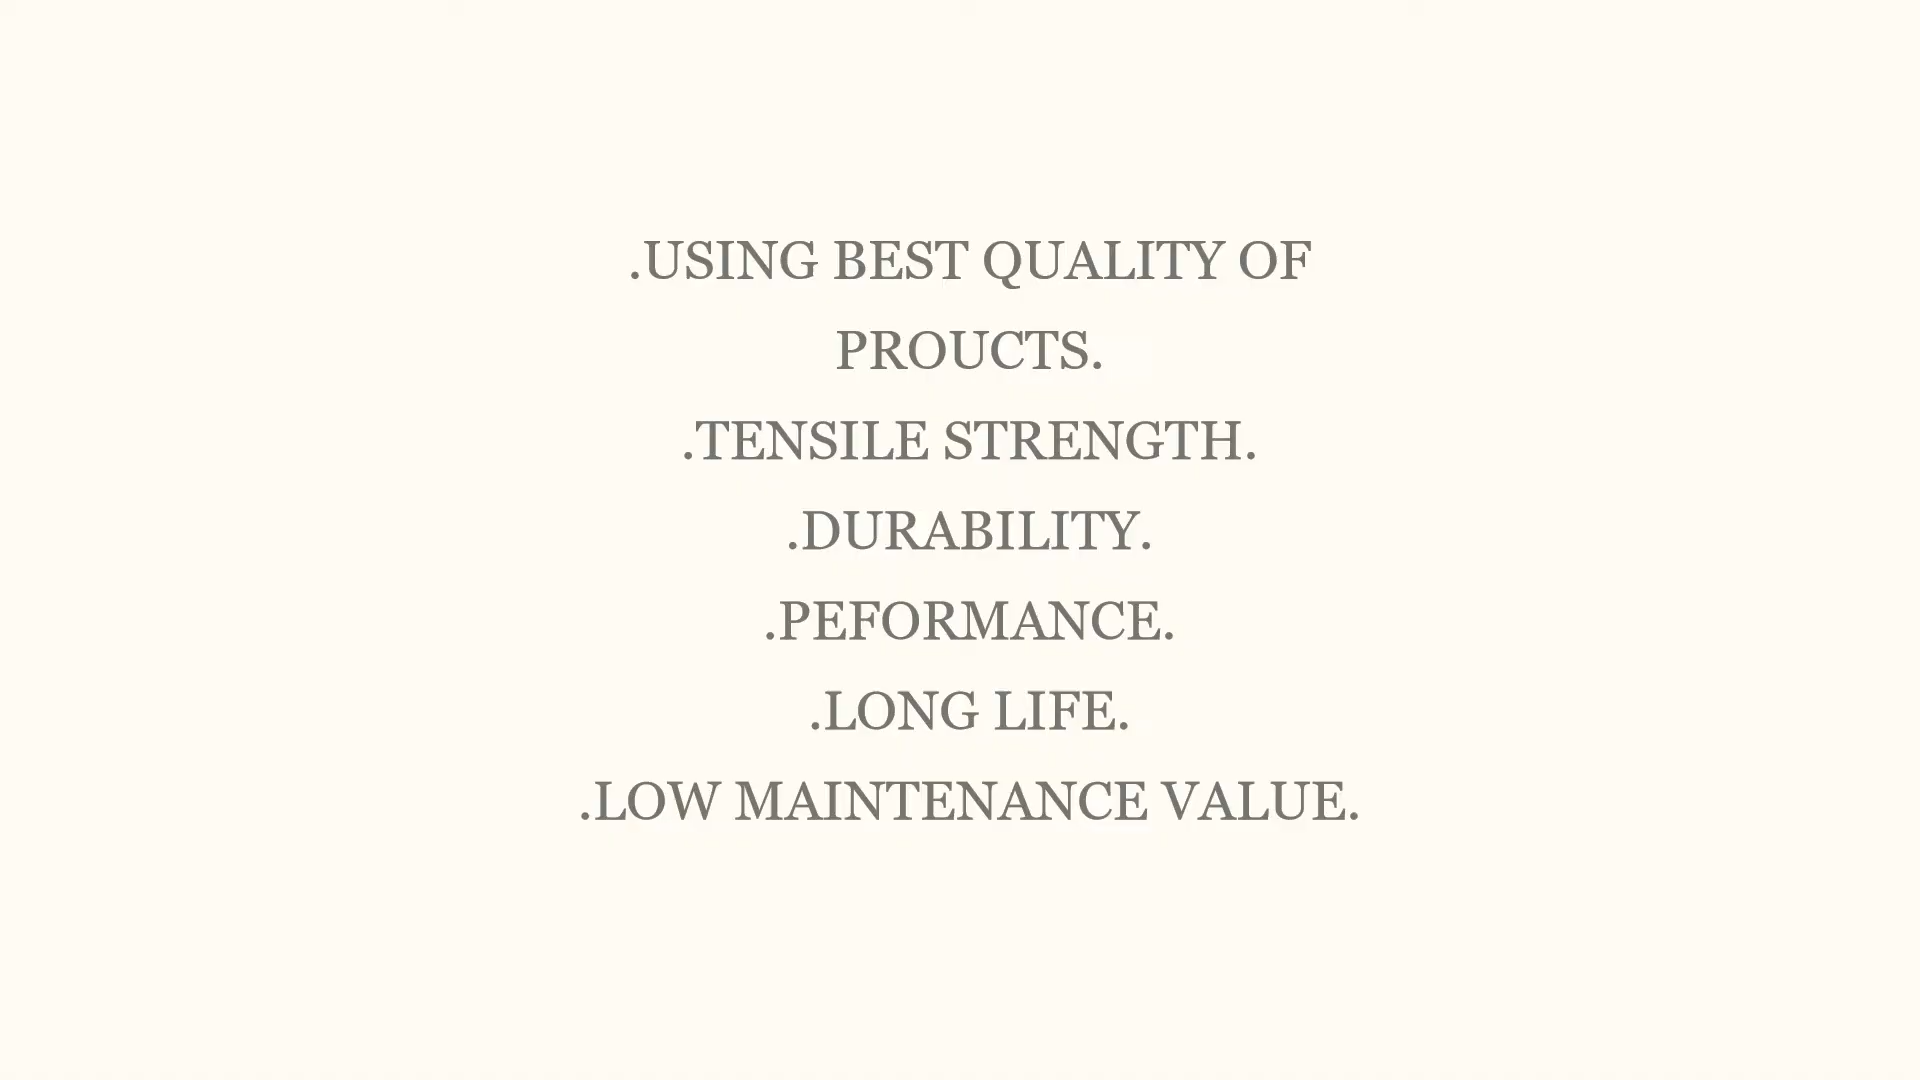 .USING BEST QUALITY OF
PROUCTS.
.TENSILE STRENGTH.
.DURABILITY.
.PEFORMANCE.
.LONG LIFE.
.LOW MAINTENANCE VALUE.